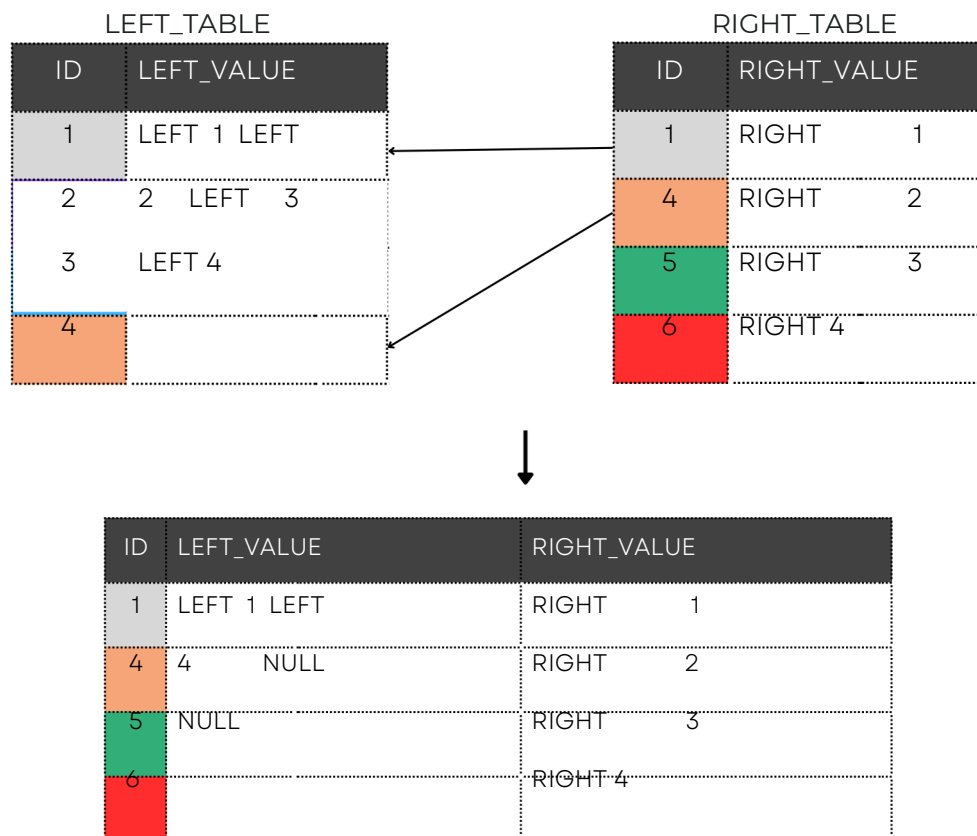 LEFT_TABLE
RIGHT_TABLE
ID LEFT_VALUE
1 LEFT 1 LEFT
2 2 LEFT 3
3 LEFT 4
4
ID RIGHT_VALUE
1 RIGHT 1
4 RIGHT 2
5 RIGHT 3
6 RIGHT 4
ID LEFT_VALUE RIGHT_VALUE
1 LEFT 1 LEFT RIGHT 1
4 4 NULL RIGHT 2
5 NULL RIGHT 3
6 RIGHT 4